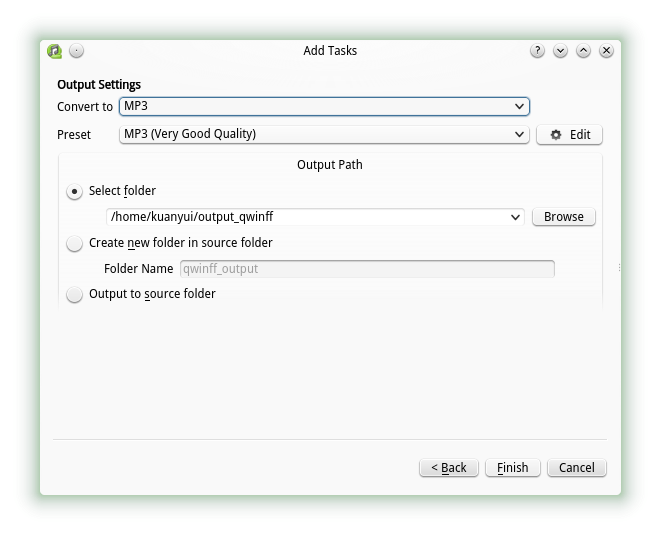 Add Tasks
Output Settings
Convert to MP3
Preset MP3 (Very Good Quality) Edit
Output Path
Select folder
/home/kuanyui/output_qwinff Browse
Create new folder in source folder
Folder Name qwinff_output
Output to source folder
< Back Finish Cancel